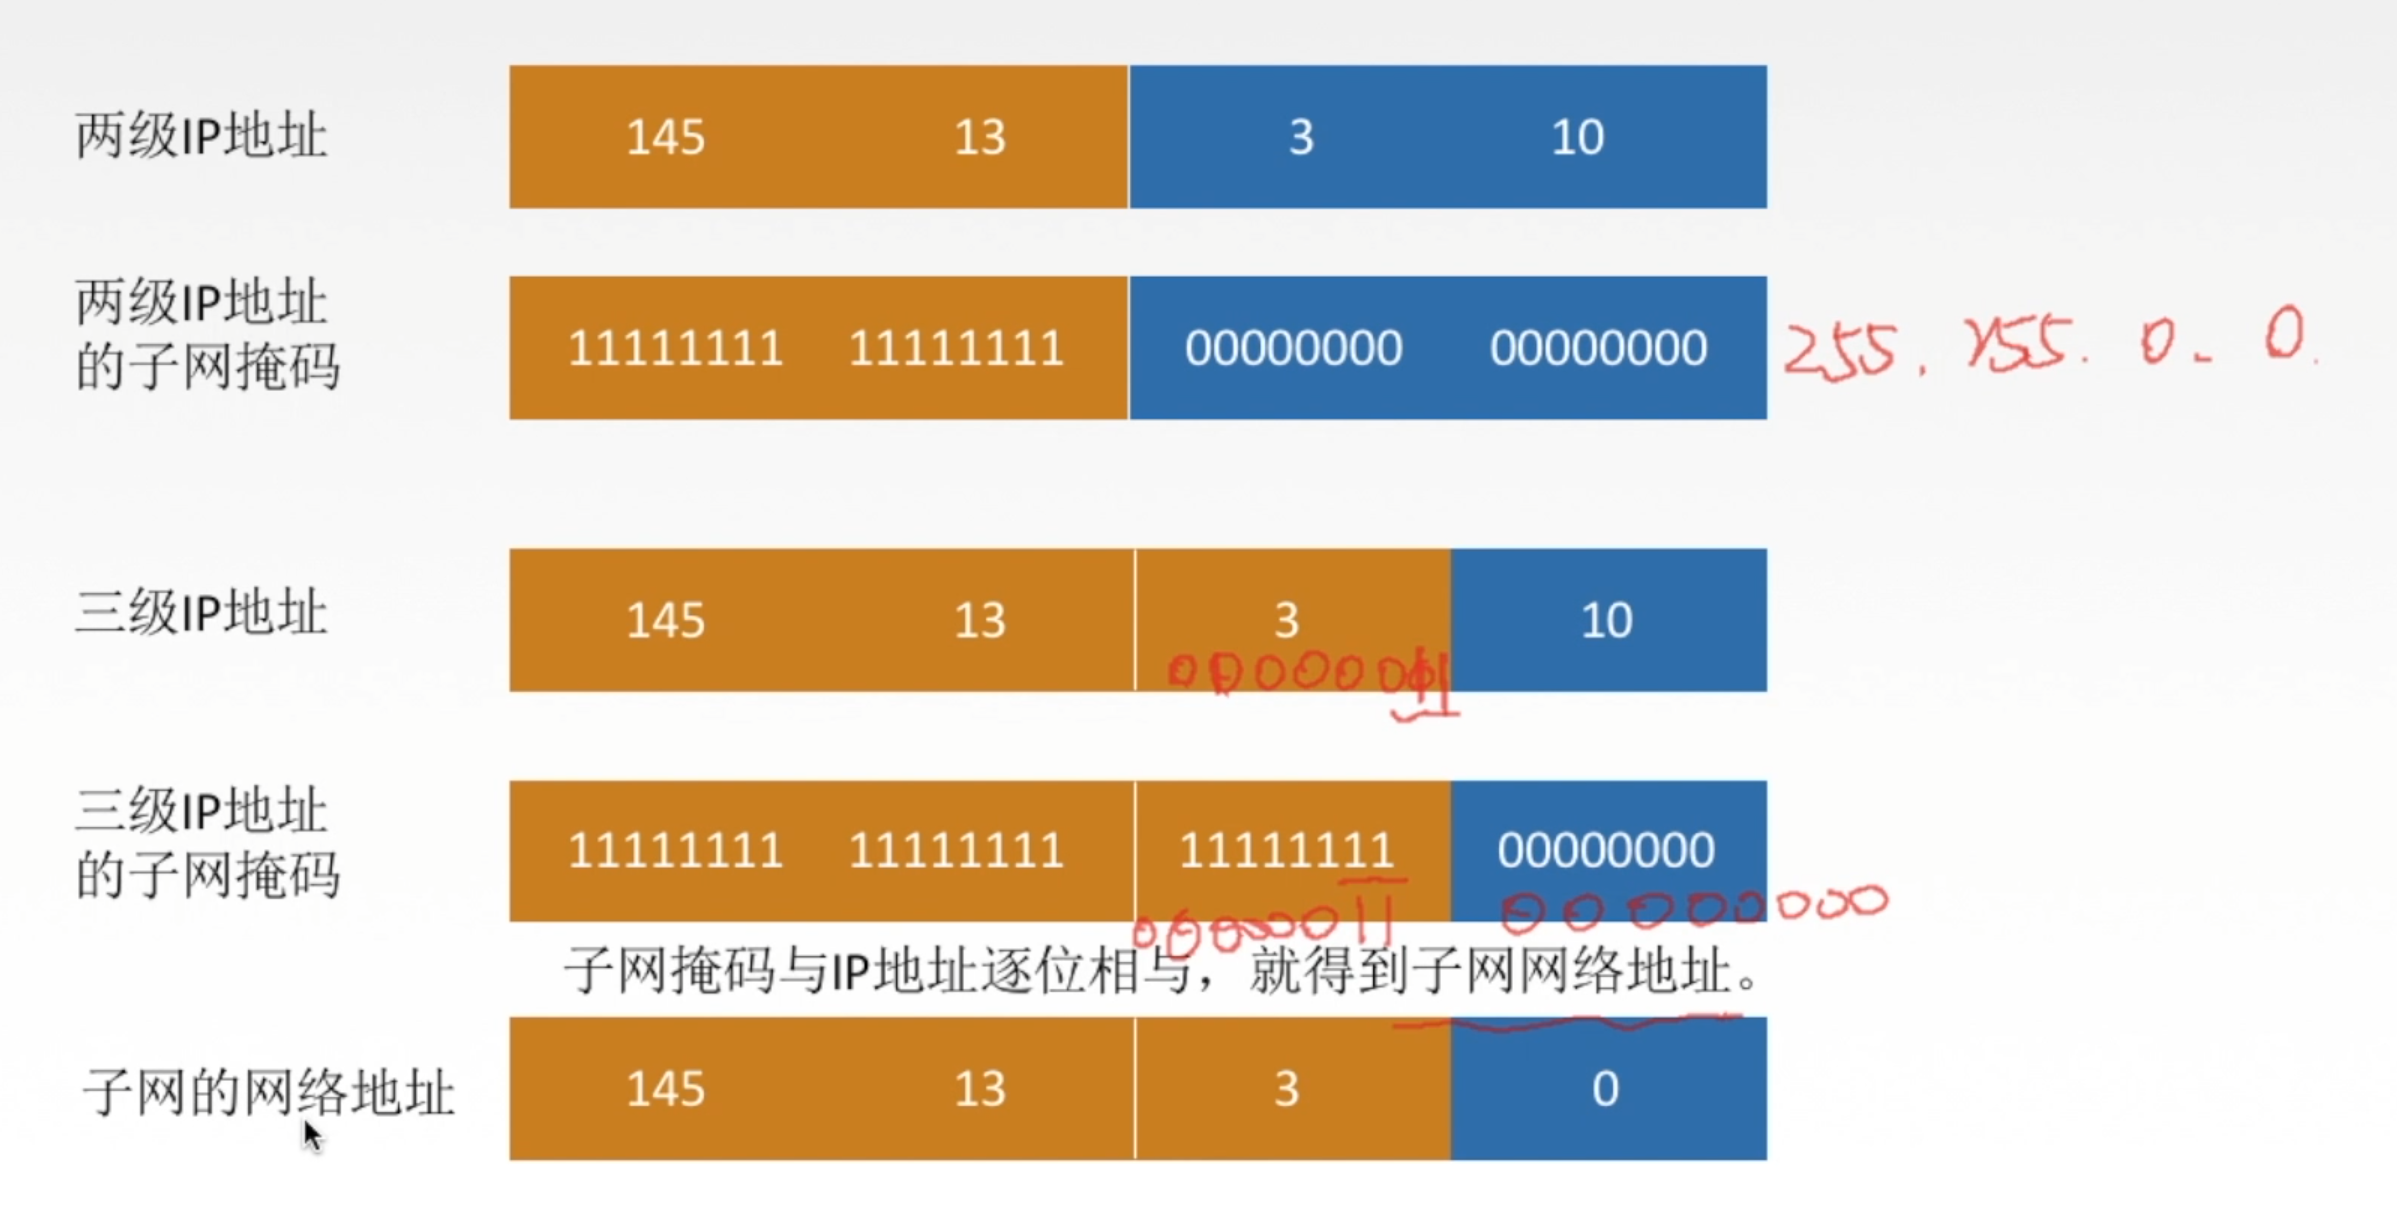 两级IP地址 145 13 3 10
两级IP地址
的子网掩码 11111111 11111111 00000000 00000000 255.255.0.0.
三级IP地址 145 13 3 10
00000011
三级IP地址
的子网掩码 11111111 11111111 11111111 00000000
00000011 00000000
子网掩码与IP地址逐位相与，就得到子网网络地址。
子网的网络地址 145 13 3 0